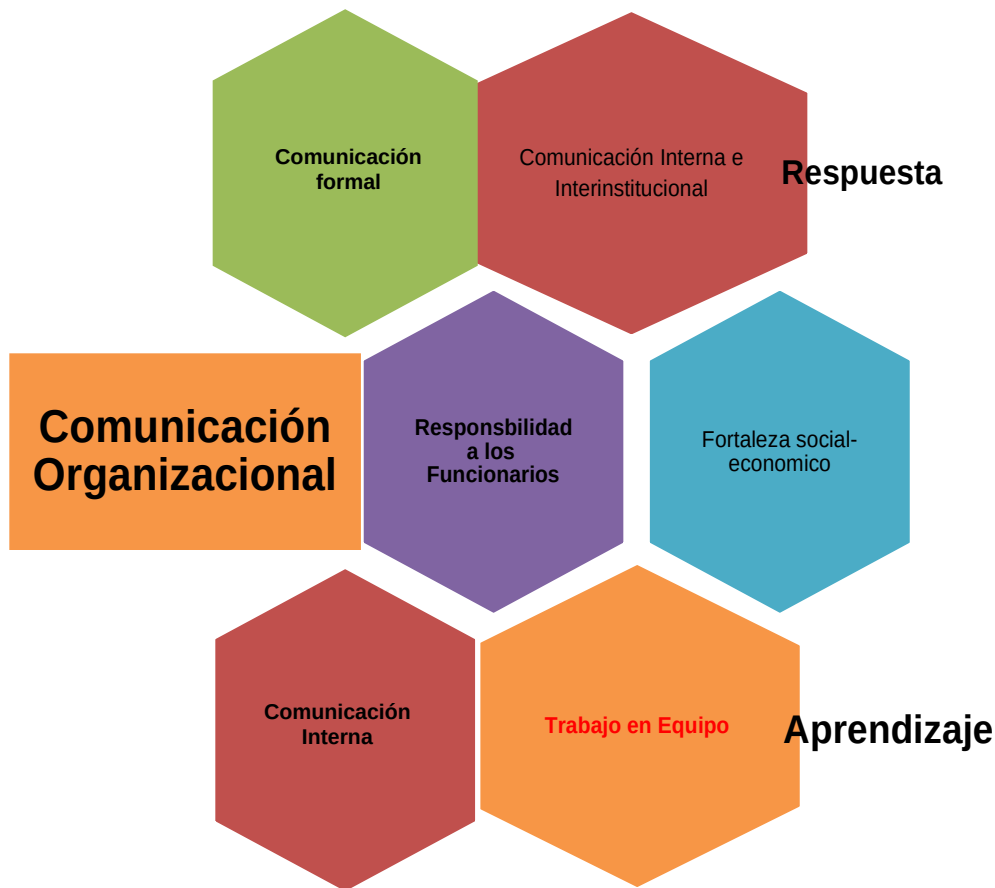 Comunicación
formal
Comunicación Interna e
Interinstitucional
Respuesta
Comunicación
Organizacional
Responsbilidad
a los
Funcionarios
Fortaleza social-
economico
Comunicación
Interna
Trabajo en Equipo
Aprendizaje